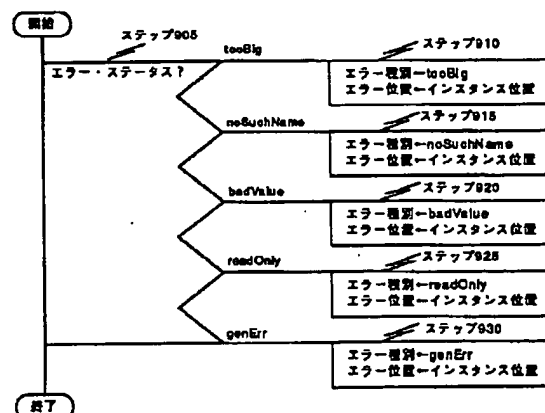 開始
ステップ905
エラー・ステータス?
tooBig
ステップ910
エラー種別←tooBig
エラー位置←インスタンス位置
noSuchName
ステップ915
エラー種別←noSuchName
エラー位置←インスタンス位置
badValue
ステップ920
エラー種別←badValue
エラー位置←インスタンス位置
readOnly
ステップ925
エラー種別←readOnly
エラー位置←インスタンス位置
genErr
ステップ930
エラー種別←genErr
エラー位置←インスタンス位置
終了